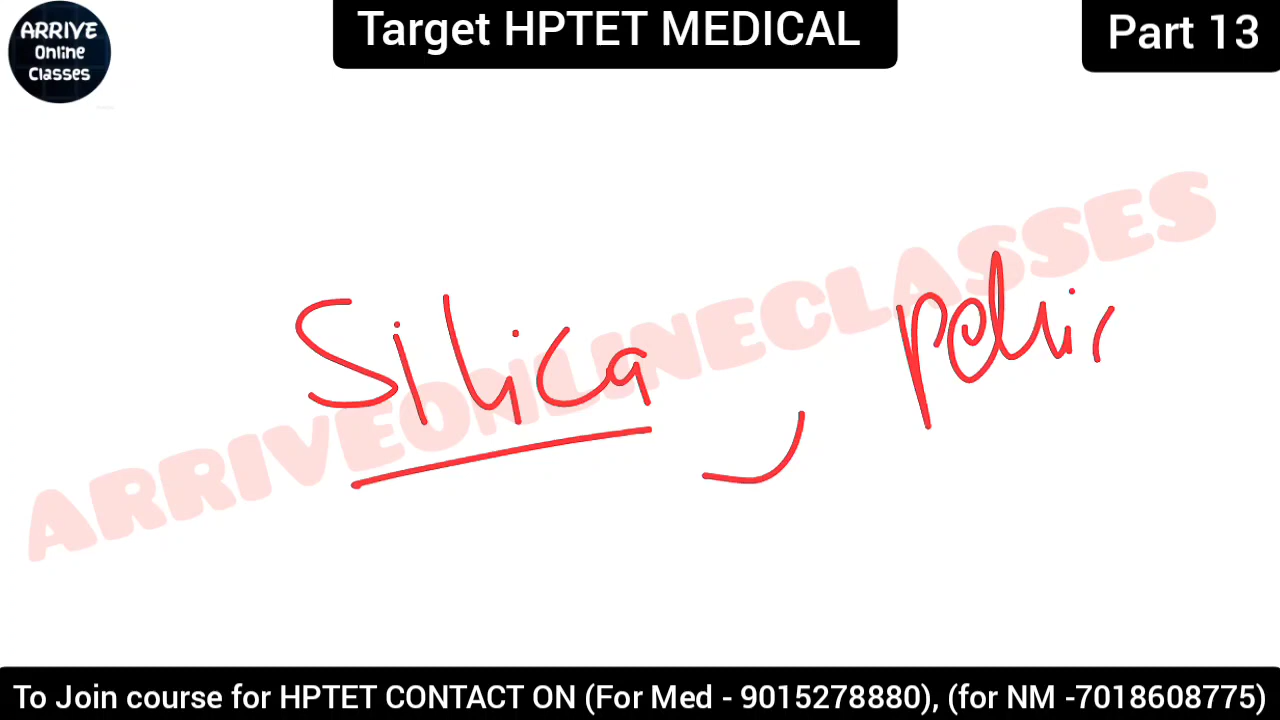 ARRIVE
Online
Classes
Target HPTET MEDICAL
Part 13
ARRIVEONLINECLASSES
Silica,
To Join course for HPTET CONTACT ON (For Med - 9015278880), (for NM -7018608775)